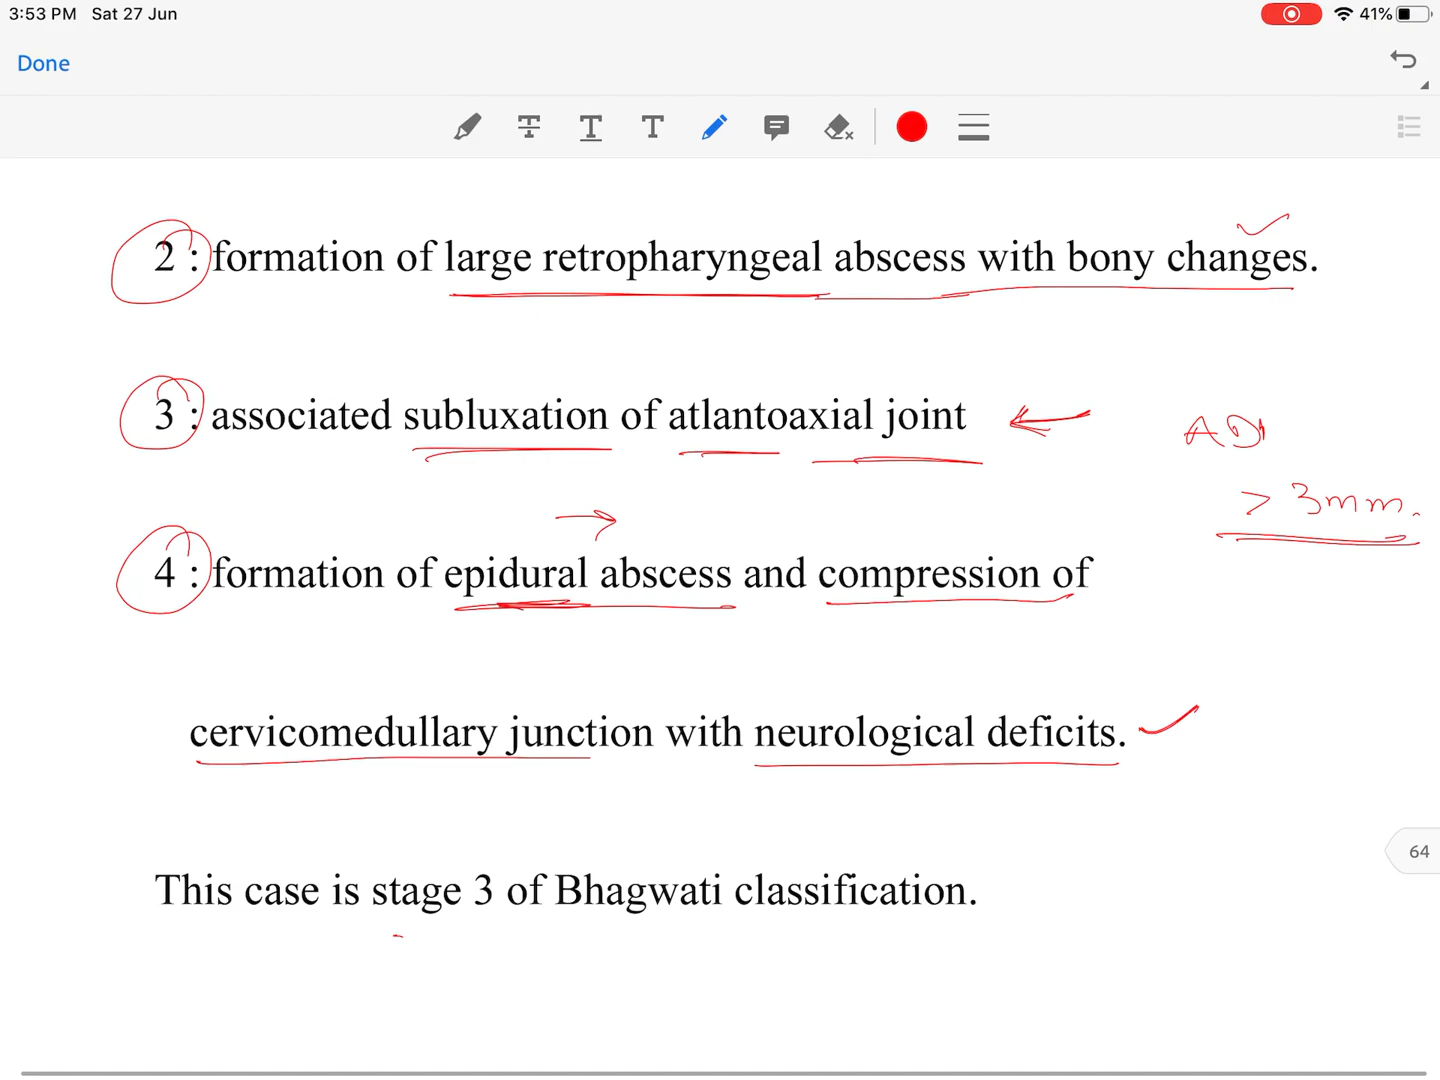 3:53 PM Sat 27 Jun
41%
Done
2 : formation of large retropharyngeal abscess with bony changes.
3 : associated subluxation of atlantoaxial joint
ADI
> 3mm.
4 : formation of epidural abscess and compression of
cervicomedullary junction with neurological deficits.
64
This case is stage 3 of Bhagwati classification.